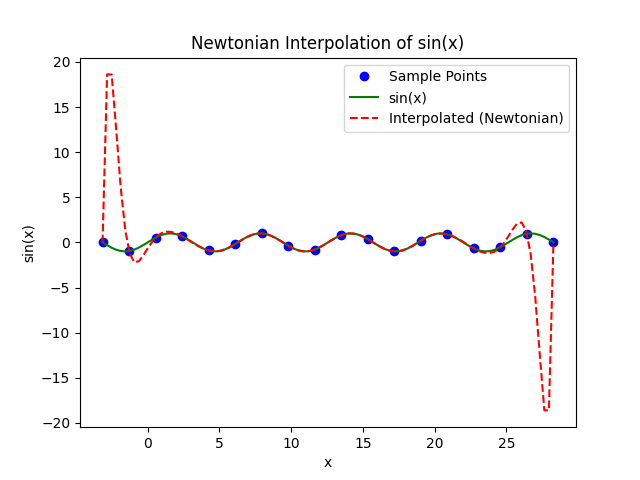 Newtonian Interpolation of sin(x)
20
15
10
5
0
−5
−10
−15
−20
sin(x)
Sample Points
sin(x)
Interpolated (Newtonian)
0 5 10 15 20 25
x